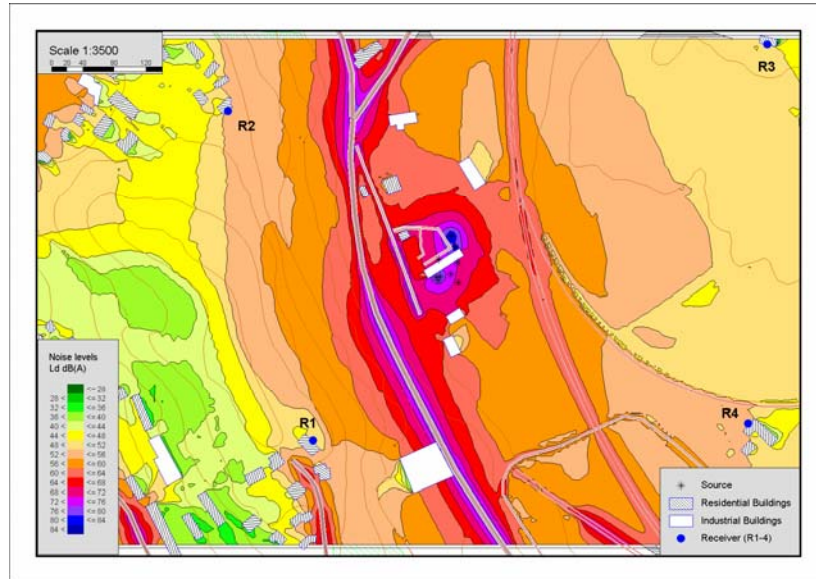 Scale 1:3500
0 20 40 80 120
R3
R2
R1
R4
Noise levels
Ld dB(A)
<= 28
28 < <= 32
32 < <= 36
36 < <= 40
40 < <= 44
44 < <= 48
48 < <= 52
52 < <= 56
56 < <= 60
60 < <= 64
64 < <= 68
68 < <= 72
72 < <= 76
76 < <= 80
80 < <= 84
84 <
Source
Residential Buildings
Industrial Buildings
Receiver (R1-4)